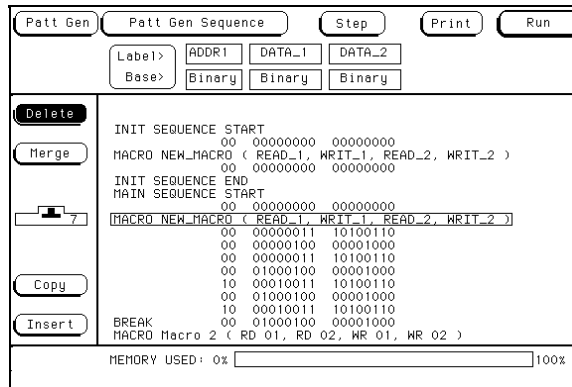 Patt Gen Patt Gen Sequence Step Print Run
Label> ADDR1 DATA_1 DATA_2
Base> Binary Binary Binary
Delete
INIT SEQUENCE START
00 00000000 00000000
Merge
MACRO NEW_MACRO ( READ_1, WRIT_1, READ_2, WRIT_2 )
00 00000000 00000000
INIT SEQUENCE END
MAIN SEQUENCE START
00 00000000 00000000
7
MACRO NEW_MACRO ( READ_1, WRIT_1, READ_2, WRIT_2 )
00 00000011 10100110
00 00000100 00001000
00 00000011 10100110
00 01000100 00001000
Copy
10 00010011 10100110
00 01000100 00001000
10 00010011 10100110
Insert
BREAK 00 01000100 00001000
MACRO Macro 2 ( RD 01, RD 02, WR 01, WR 02 )
MEMORY USED: 0% 100%